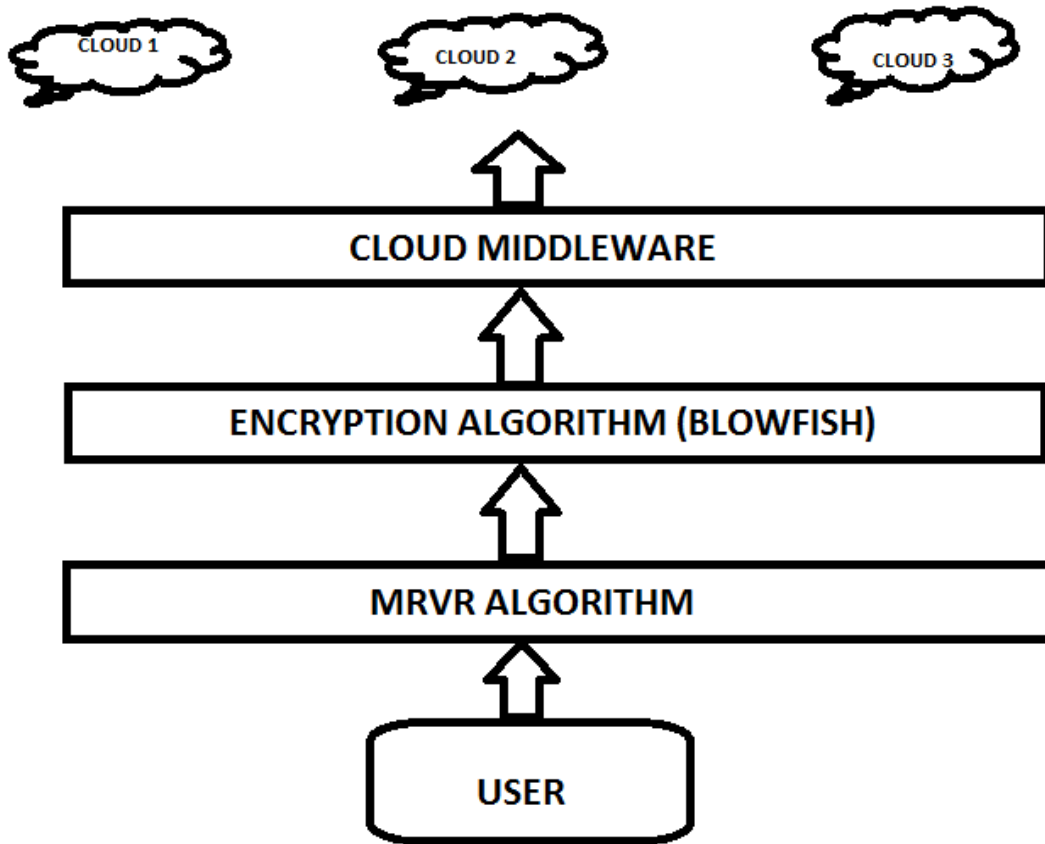 CLOUD 1
CLOUD 2
CLOUD 3
CLOUD MIDDLEWARE
ENCRYPTION ALGORITHM (BLOWFISH)
MRVR ALGORITHM
USER